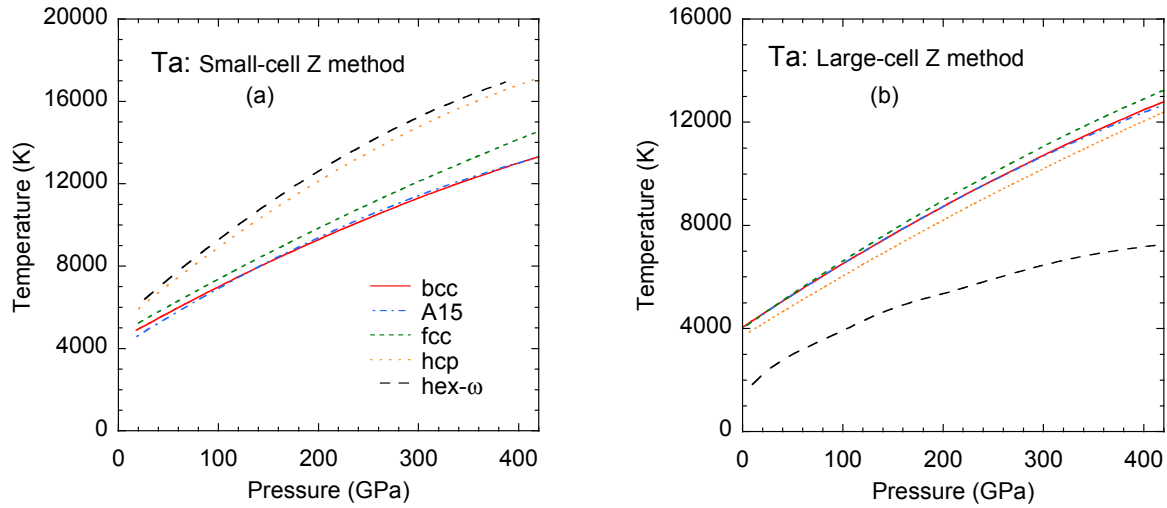 Ta: Small-cell Z method
(a)
Temperature (K)
20000
16000
12000
8000
4000
0
bcc
A15
fcc
hcp
hex-ω
0 100 200 300 400
Pressure (GPa)
Ta: Large-cell Z method
(b)
Temperature (K)
16000
12000
8000
4000
0
0 100 200 300 400
Pressure (GPa)